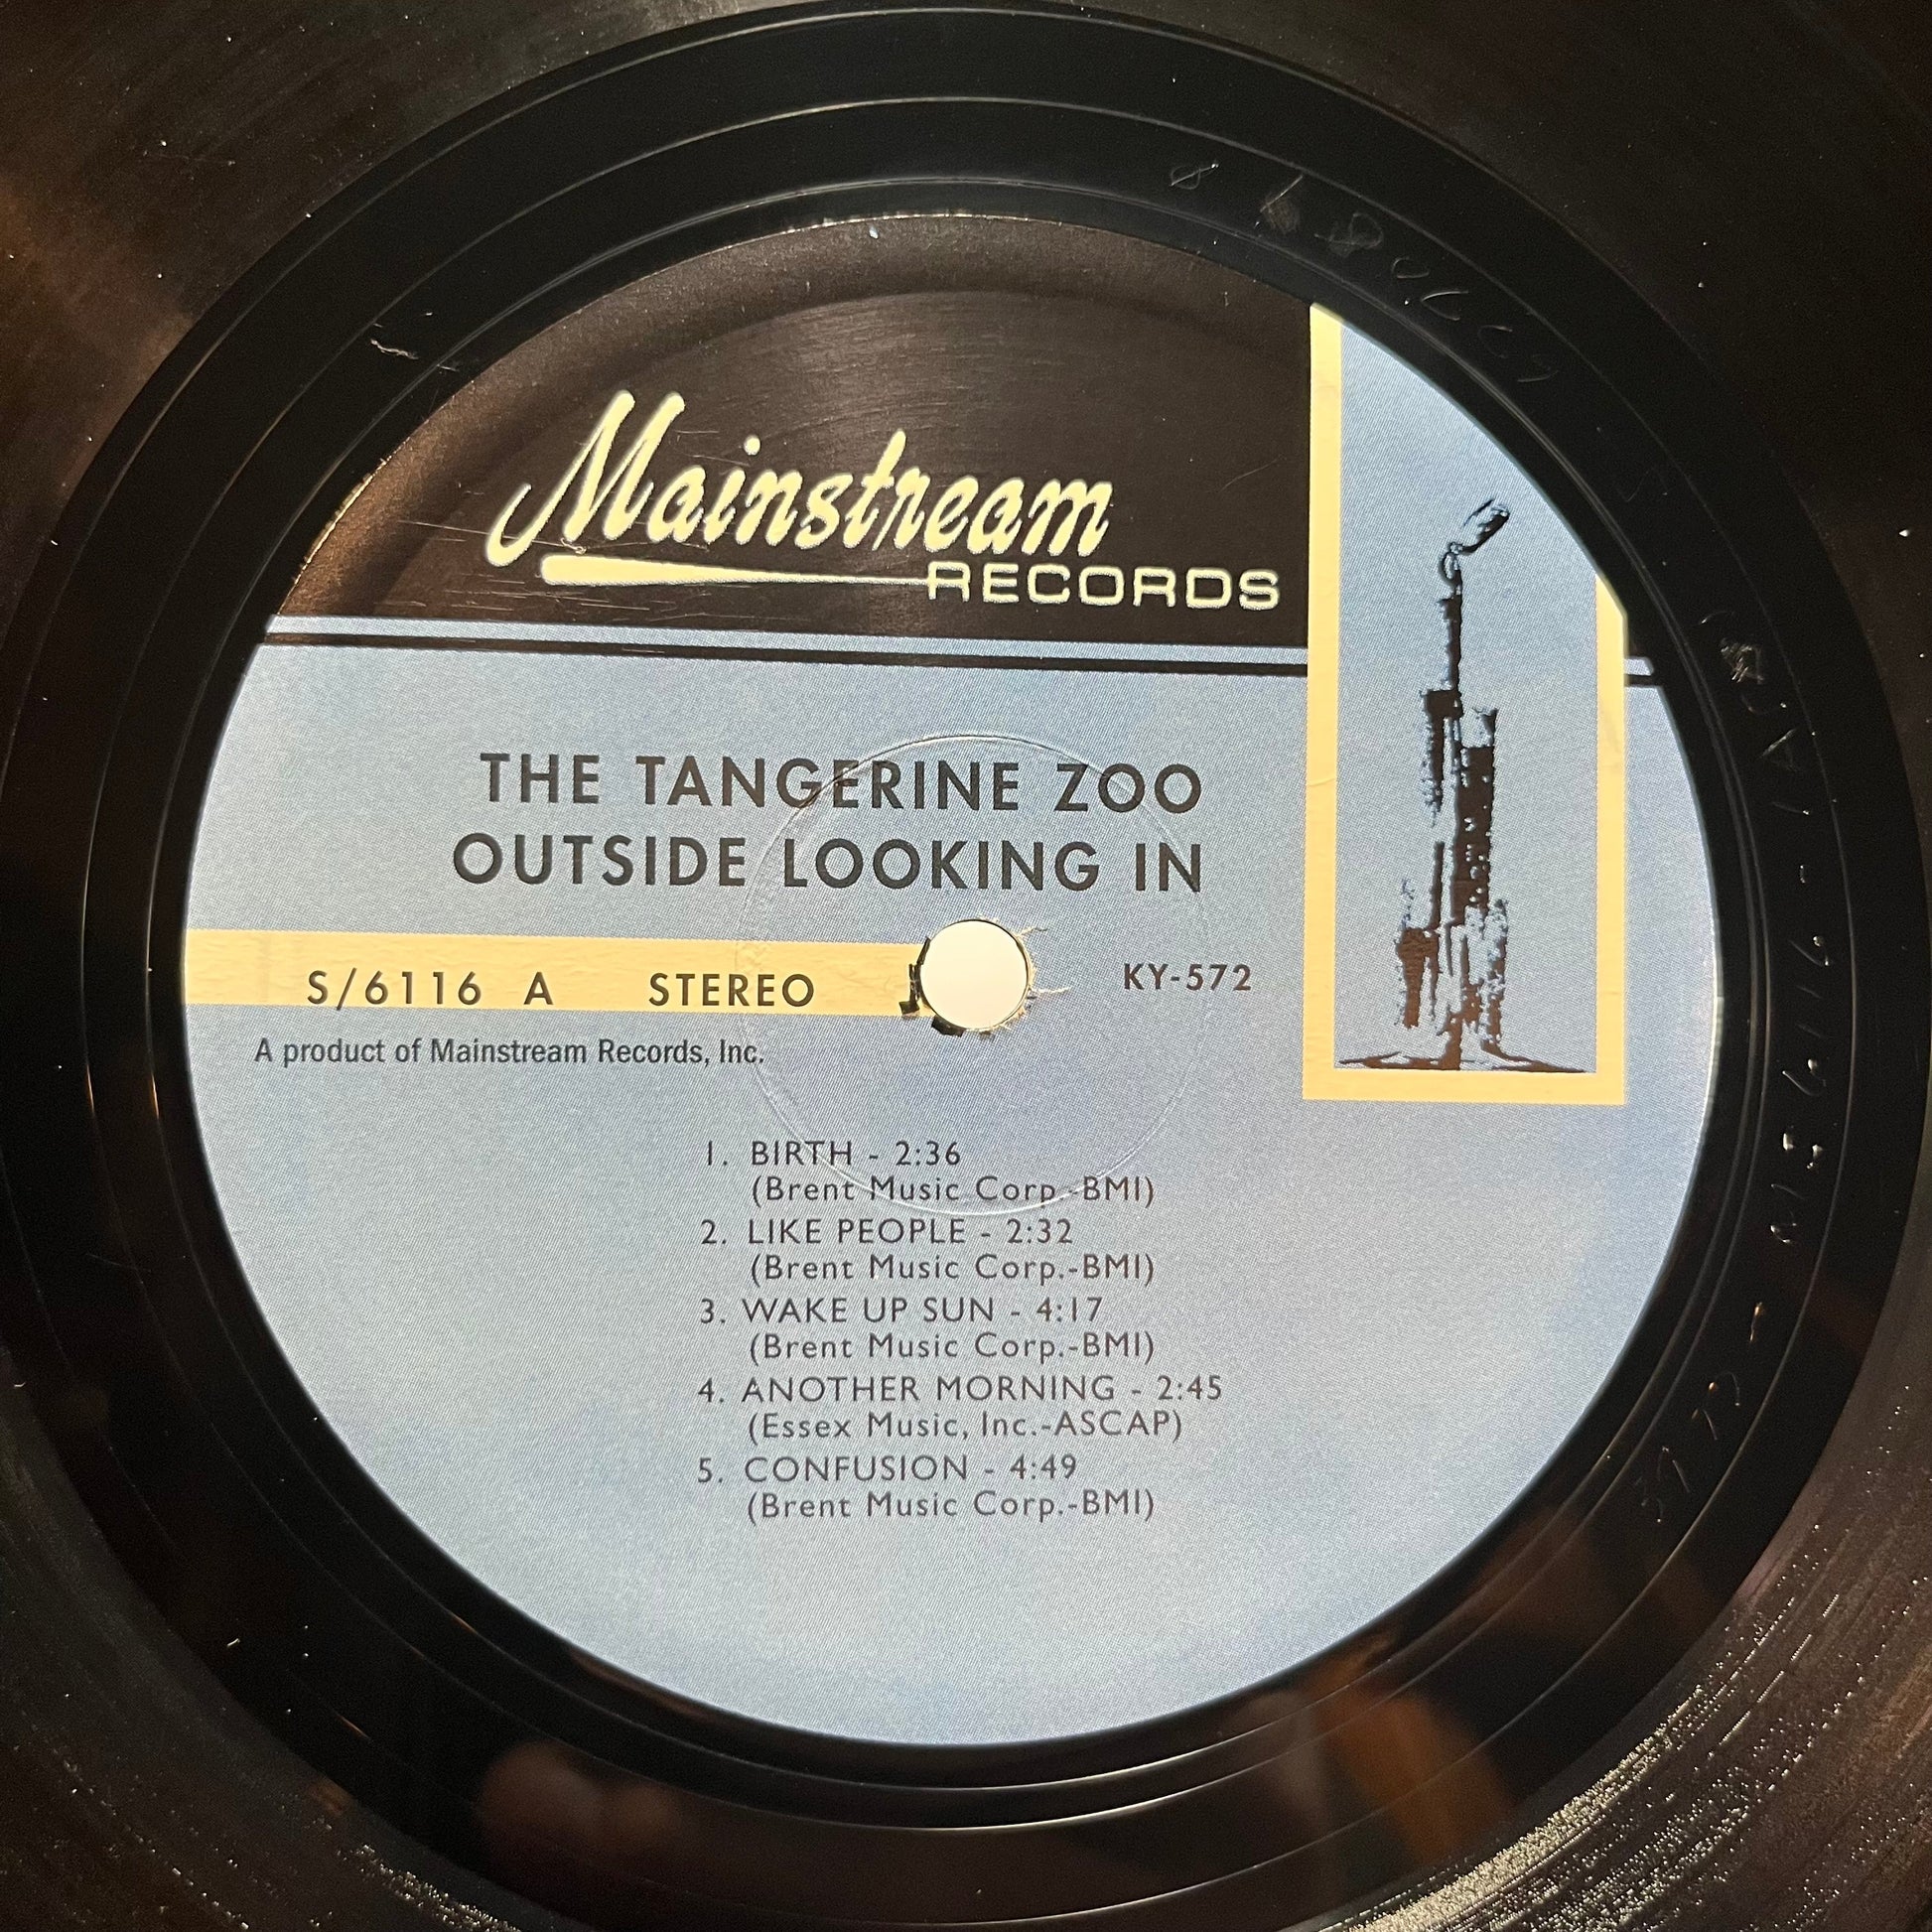 Mainstream
RECORDS
THE TANGERINE ZOO
OUTSIDE LOOKING IN
S/6116 A STEREO
KY-572
A product of Mainstream Records, Inc.
1. BIRTH - 2:36
(Brent Music Corp.-BMI)
2. LIKE PEOPLE - 2:32
(Brent Music Corp.-BMI)
3. WAKE UP SUN - 4:17
(Brent Music Corp.-BMI)
4. ANOTHER MORNING - 2:45
(Essex Music, Inc.-ASCAP)
5. CONFUSION - 4:49
(Brent Music Corp.-BMI)